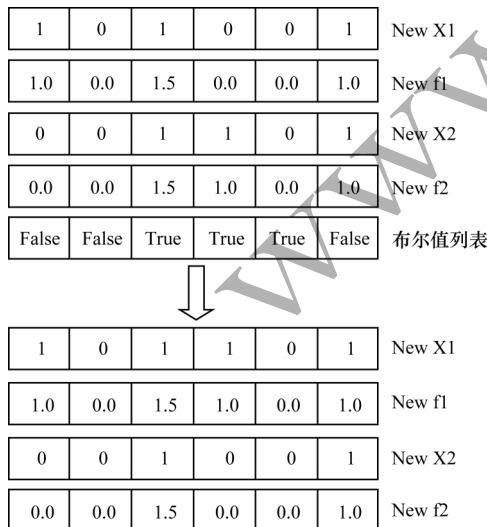 1 0 1 0 0 1 New X1
1.0 0.0 1.5 0.0 0.0 1.0 New f1
0 0 1 1 0 1 New X2
0.0 0.0 1.5 1.0 0.0 1.0 New f2
False False True True True False 布尔值列表
1 0 1 1 0 1 New X1
1.0 0.0 1.5 1.0 0.0 1.0 New f1
0 0 1 0 0 1 New X2
0.0 0.0 1.5 0.0 0.0 1.0 New f2